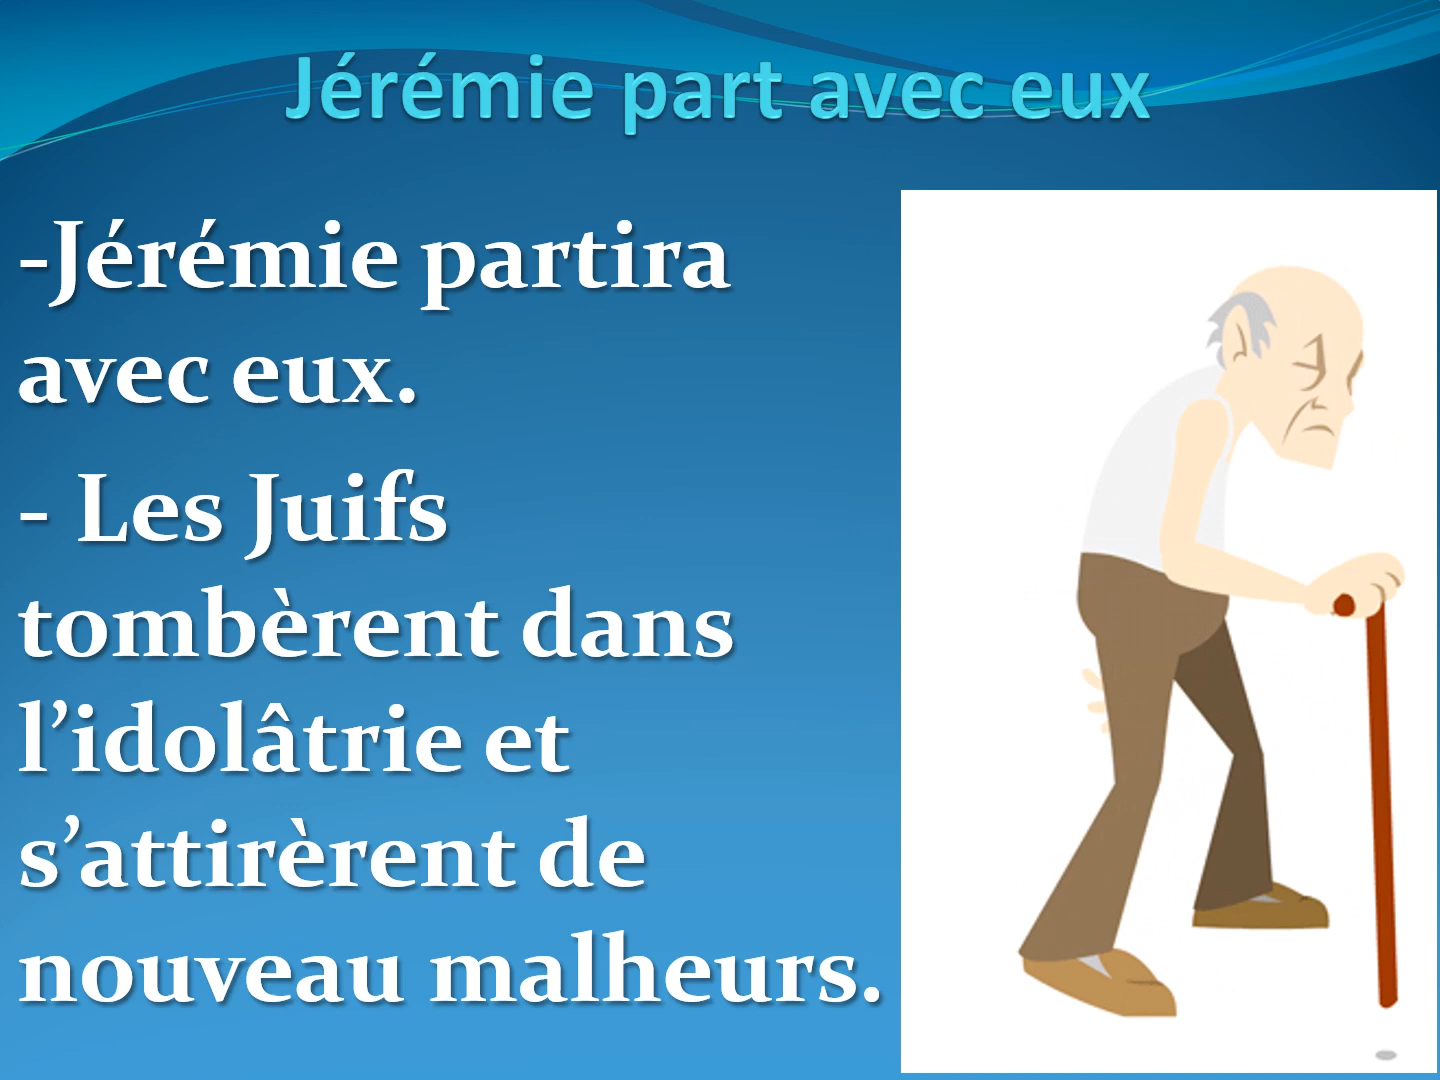 Jérémie part avec eux
-Jérémie partira
avec eux.
- Les Juifs
tombèrent dans
l’idolâtrie et
s’attirèrent de
nouveau malheurs.